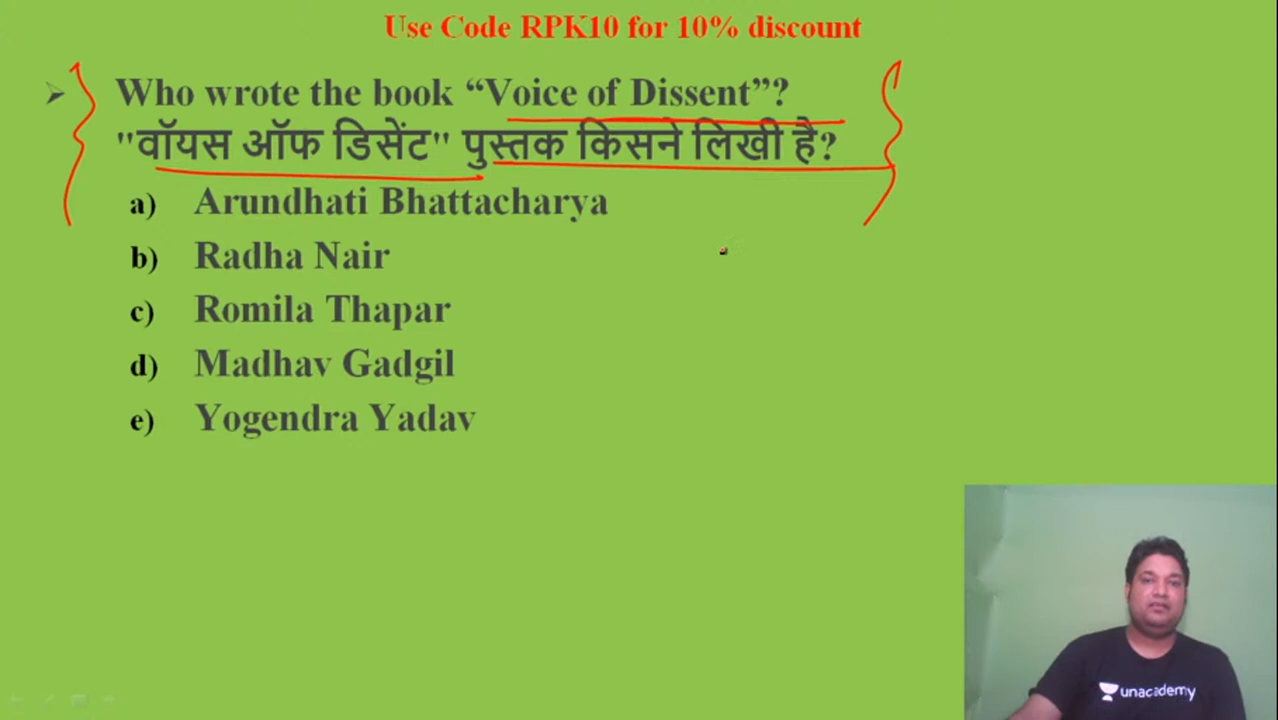 Use Code RPK10 for 10% discount
➢ Who wrote the book “Voice of Dissent”?
"वॉयस ऑफ डिसेंट" पुस्तक किसने लिखी है?
a) Arundhati Bhattacharya
b) Radha Nair
c) Romila Thapar
d) Madhav Gadgil
e) Yogendra Yadav
unacademy